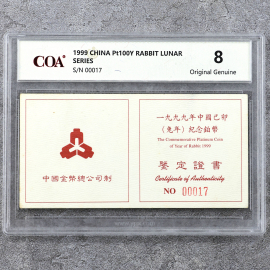 COA
1999 CHINA Pt100Y RABBIT LUNAR
SERIES
S/N 00017
8
Original Genuine
一九九九年中國己卯
（兔年）紀念鉑幣
The Commemorative Platinum Coin
of Year of Rabbit 1999
鑒定證書
Certificate of Authenticity
NO 00017
中國金幣總公司制